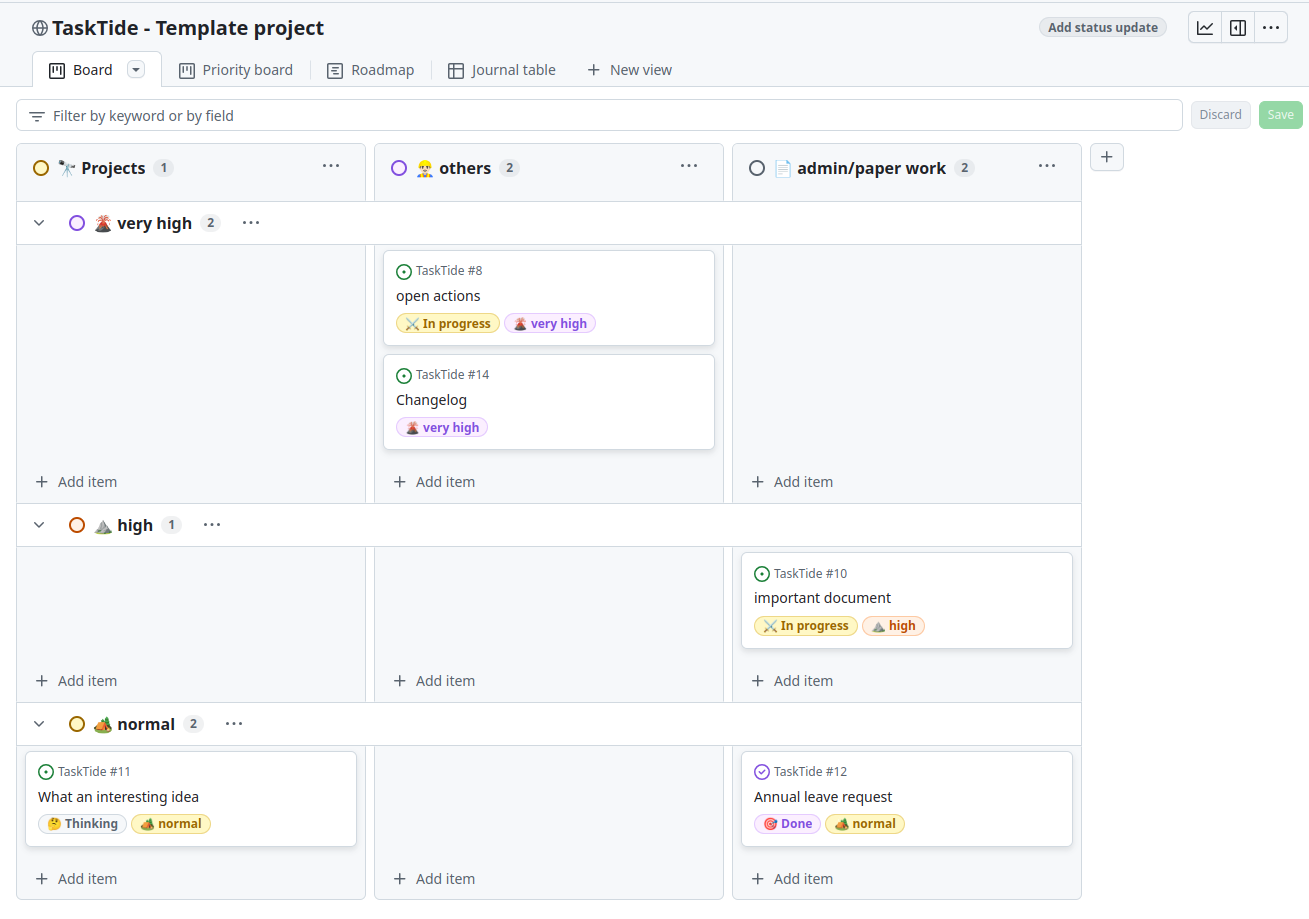 TaskTide - Template project
Add status update
Board
Priority board
Roadmap
Journal table
New view
Filter by keyword or by field
Discard
Save
Projects 1
others 2
admin/paper work 2
very high 2
TaskTide #8
open actions
In progress
very high
TaskTide #14
Changelog
very high
Add item
Add item
Add item
high 1
TaskTide #10
important document
In progress
high
Add item
Add item
Add item
normal 2
TaskTide #11
What an interesting idea
Thinking
normal
TaskTide #12
Annual leave request
Done
normal
Add item
Add item
Add item